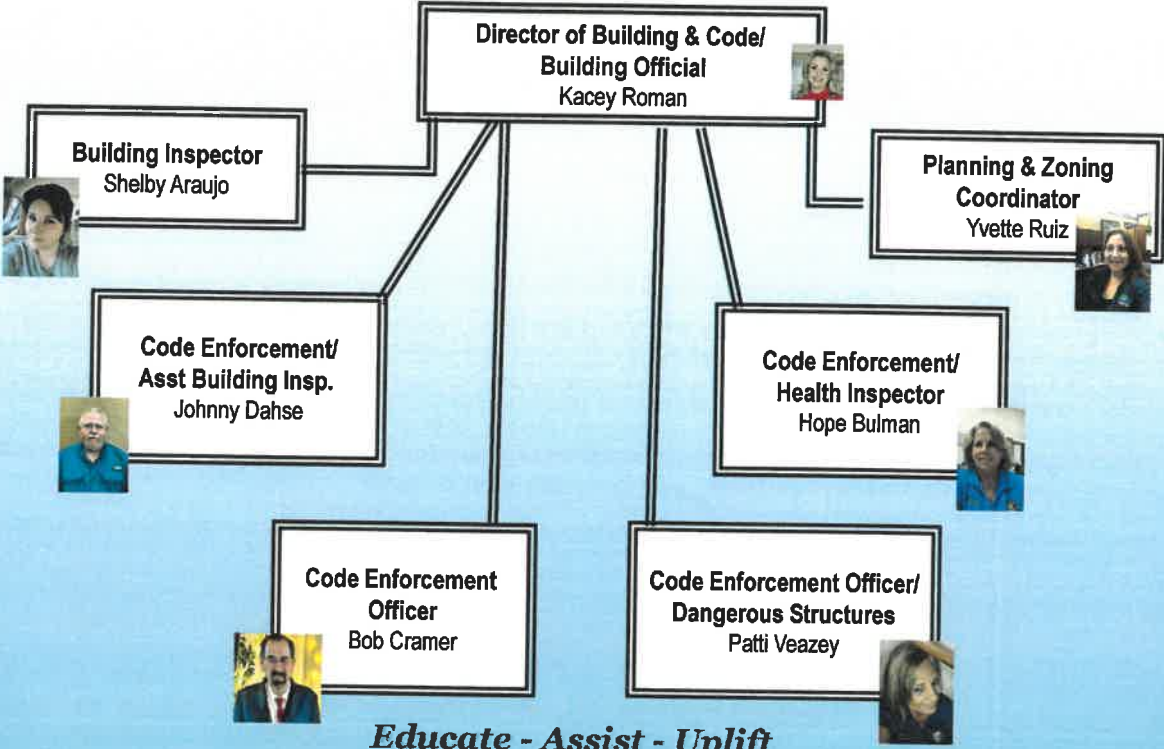 Director of Building & Code/
Building Official
Kacey Roman
Building Inspector
Shelby Araujo
Planning & Zoning
Coordinator
Yvette Ruiz
Code Enforcement/
Asst Building Insp.
Johnny Dahse
Code Enforcement/
Health Inspector
Hope Bulman
Code Enforcement
Officer
Bob Cramer
Code Enforcement Officer/
Dangerous Structures
Patti Veazey
Educate - Assist - Uplift